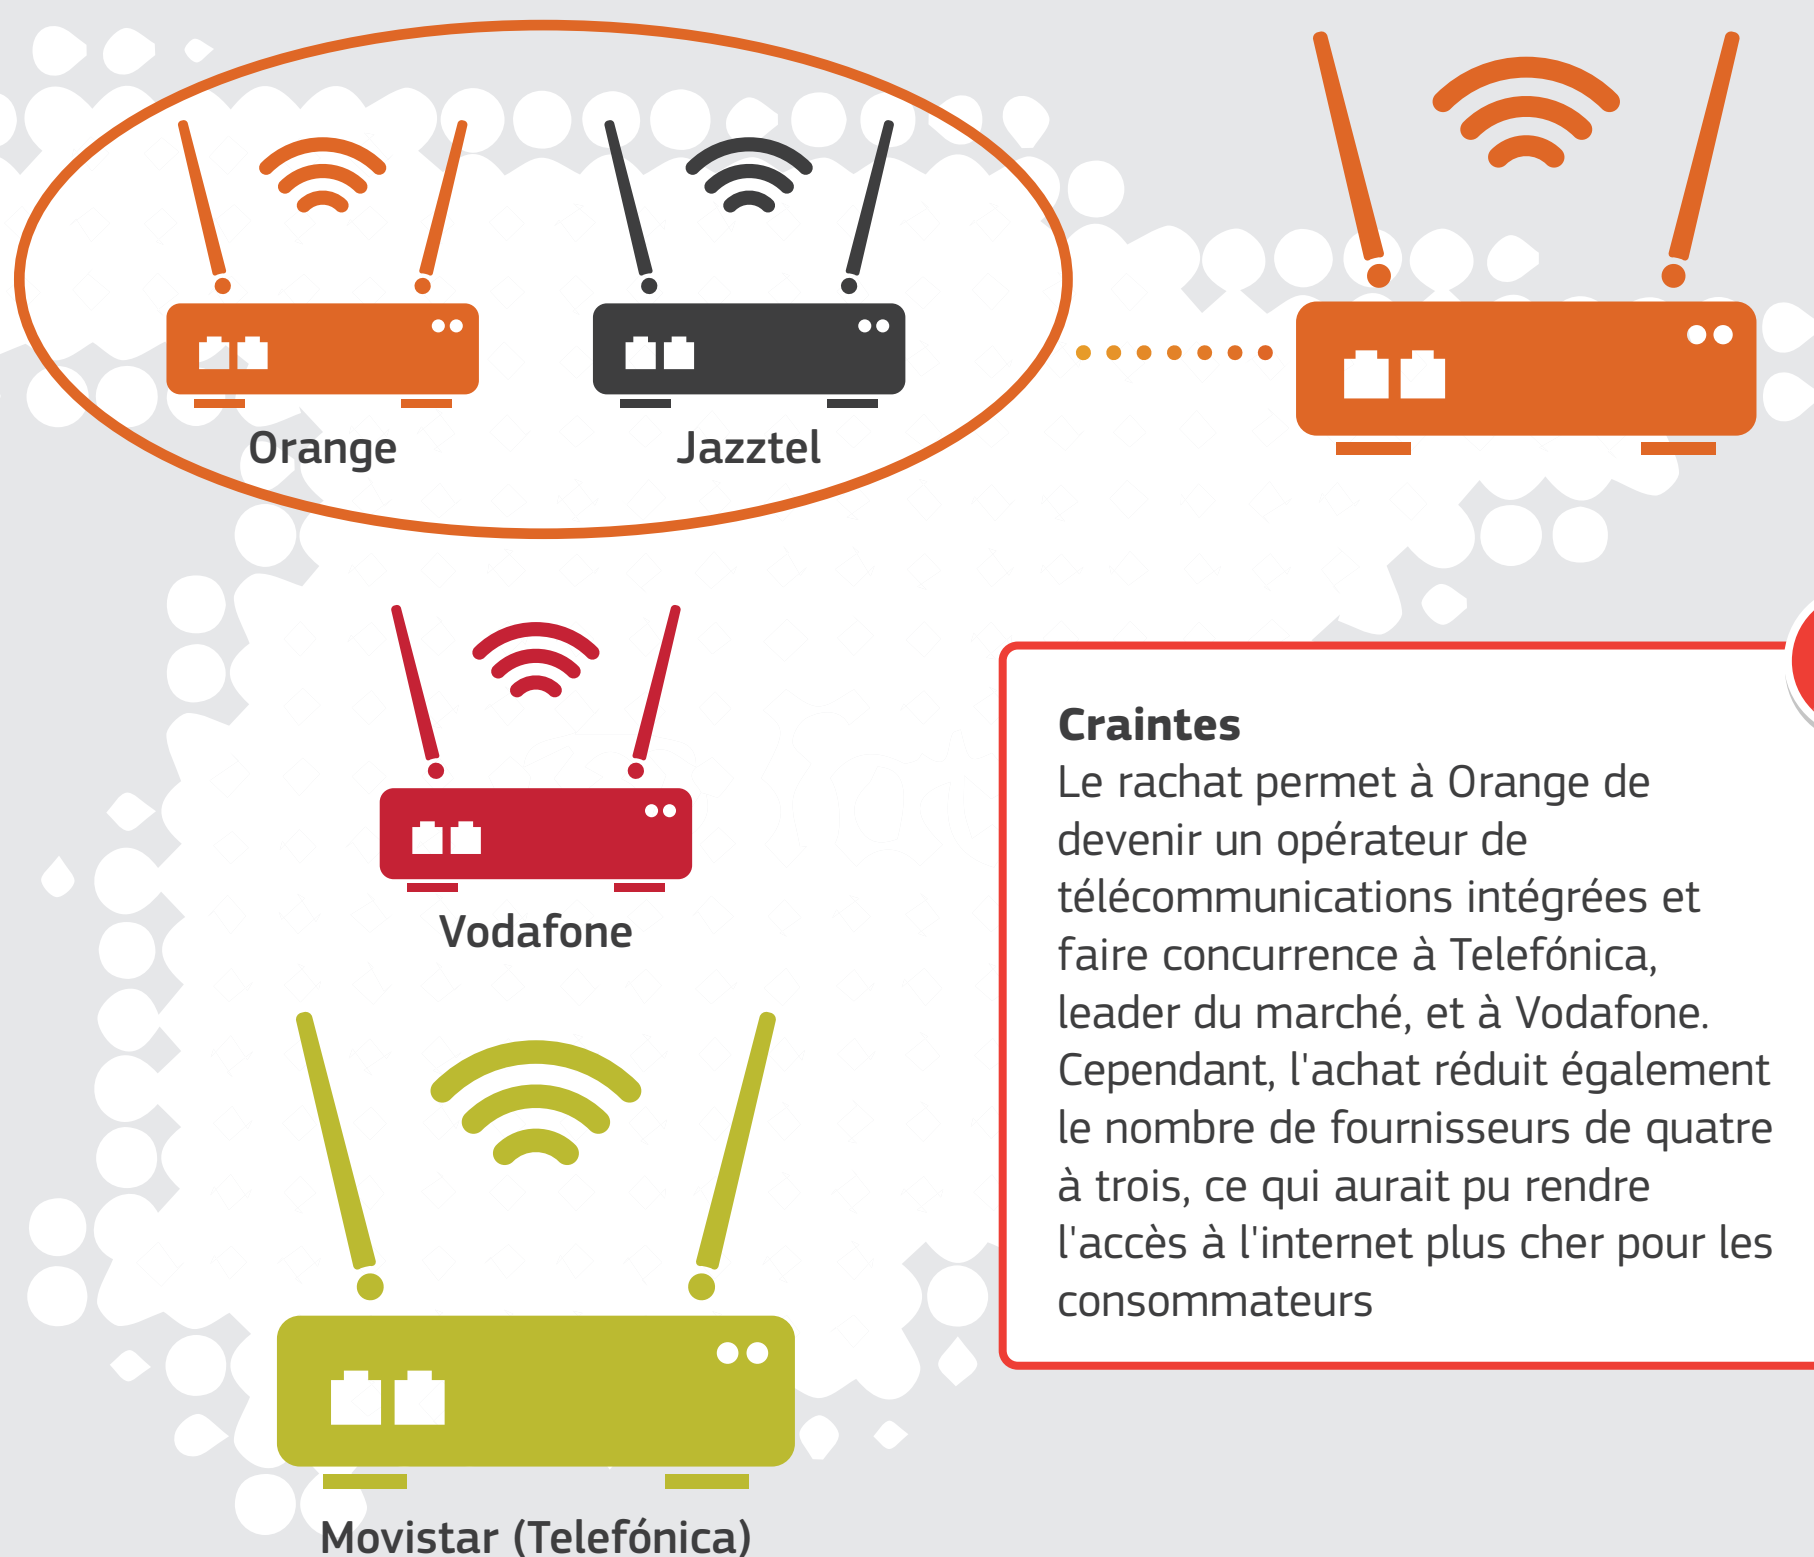 Orange
Jazztel
Vodafone
Movistar (Telefónica)
Craintes
Le rachat permet à Orange de
devenir un opérateur de
télécommunications intégrées et
faire concurrence à Telefónica,
leader du marché, et à Vodafone.
Cependant, l'achat réduit également
le nombre de fournisseurs de quatre
à trois, ce qui aurait pu rendre
l'accès à l'internet plus cher pour les
consommateurs